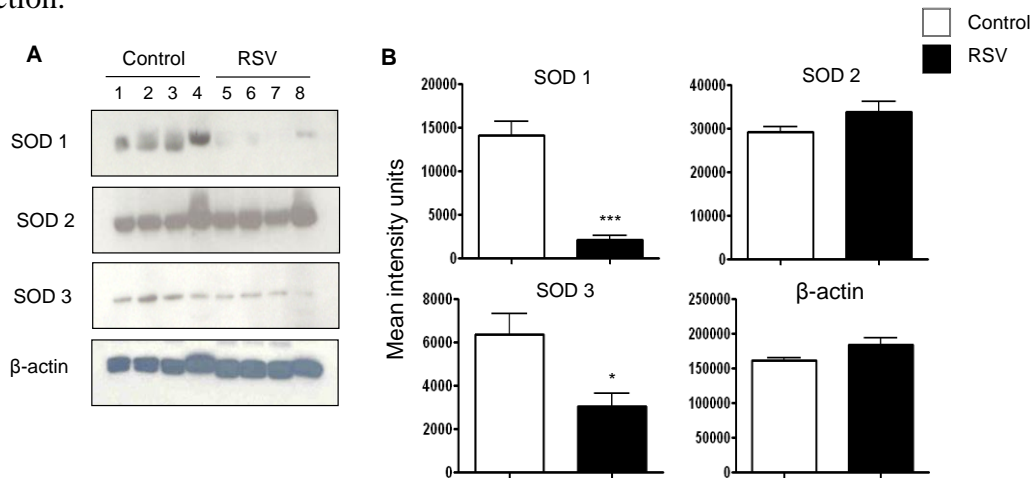 ction.
Control
RSV
A
Control RSV
1 2 3 4 5 6 7 8
SOD 1
SOD 2
SOD 3
β-actin
B
Mean intensity units
SOD 1
20000
15000
10000
5000
0
***
SOD 2
40000
30000
20000
10000
0
SOD 3
8000
6000
4000
2000
0
*
β-actin
250000
200000
150000
100000
50000
0